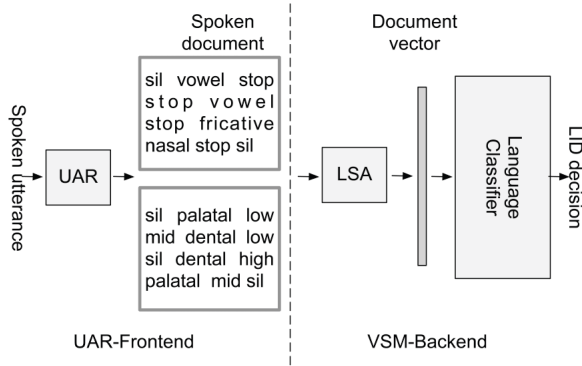 Spoken
document
Document
vector
sil vowel stop
stop vowel
stop fricative
nasal stop sil
Spoken utterance
UAR
sil palatal low
mid dental low
sil dental high
palatal mid sil
LSA
Language
Classifier
LID decision
UAR-Frontend
VSM-Backend